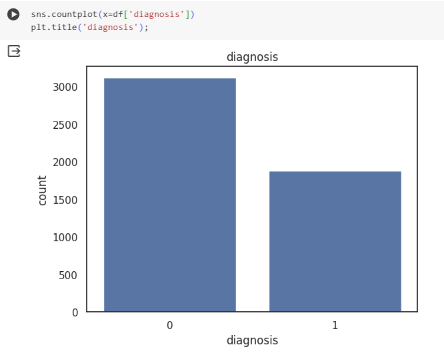 sns.countplot(x=df['diagnosis'])
plt.title('diagnosis');
diagnosis
3000
2500
2000
1500
1000
500
0
count
0 1
diagnosis